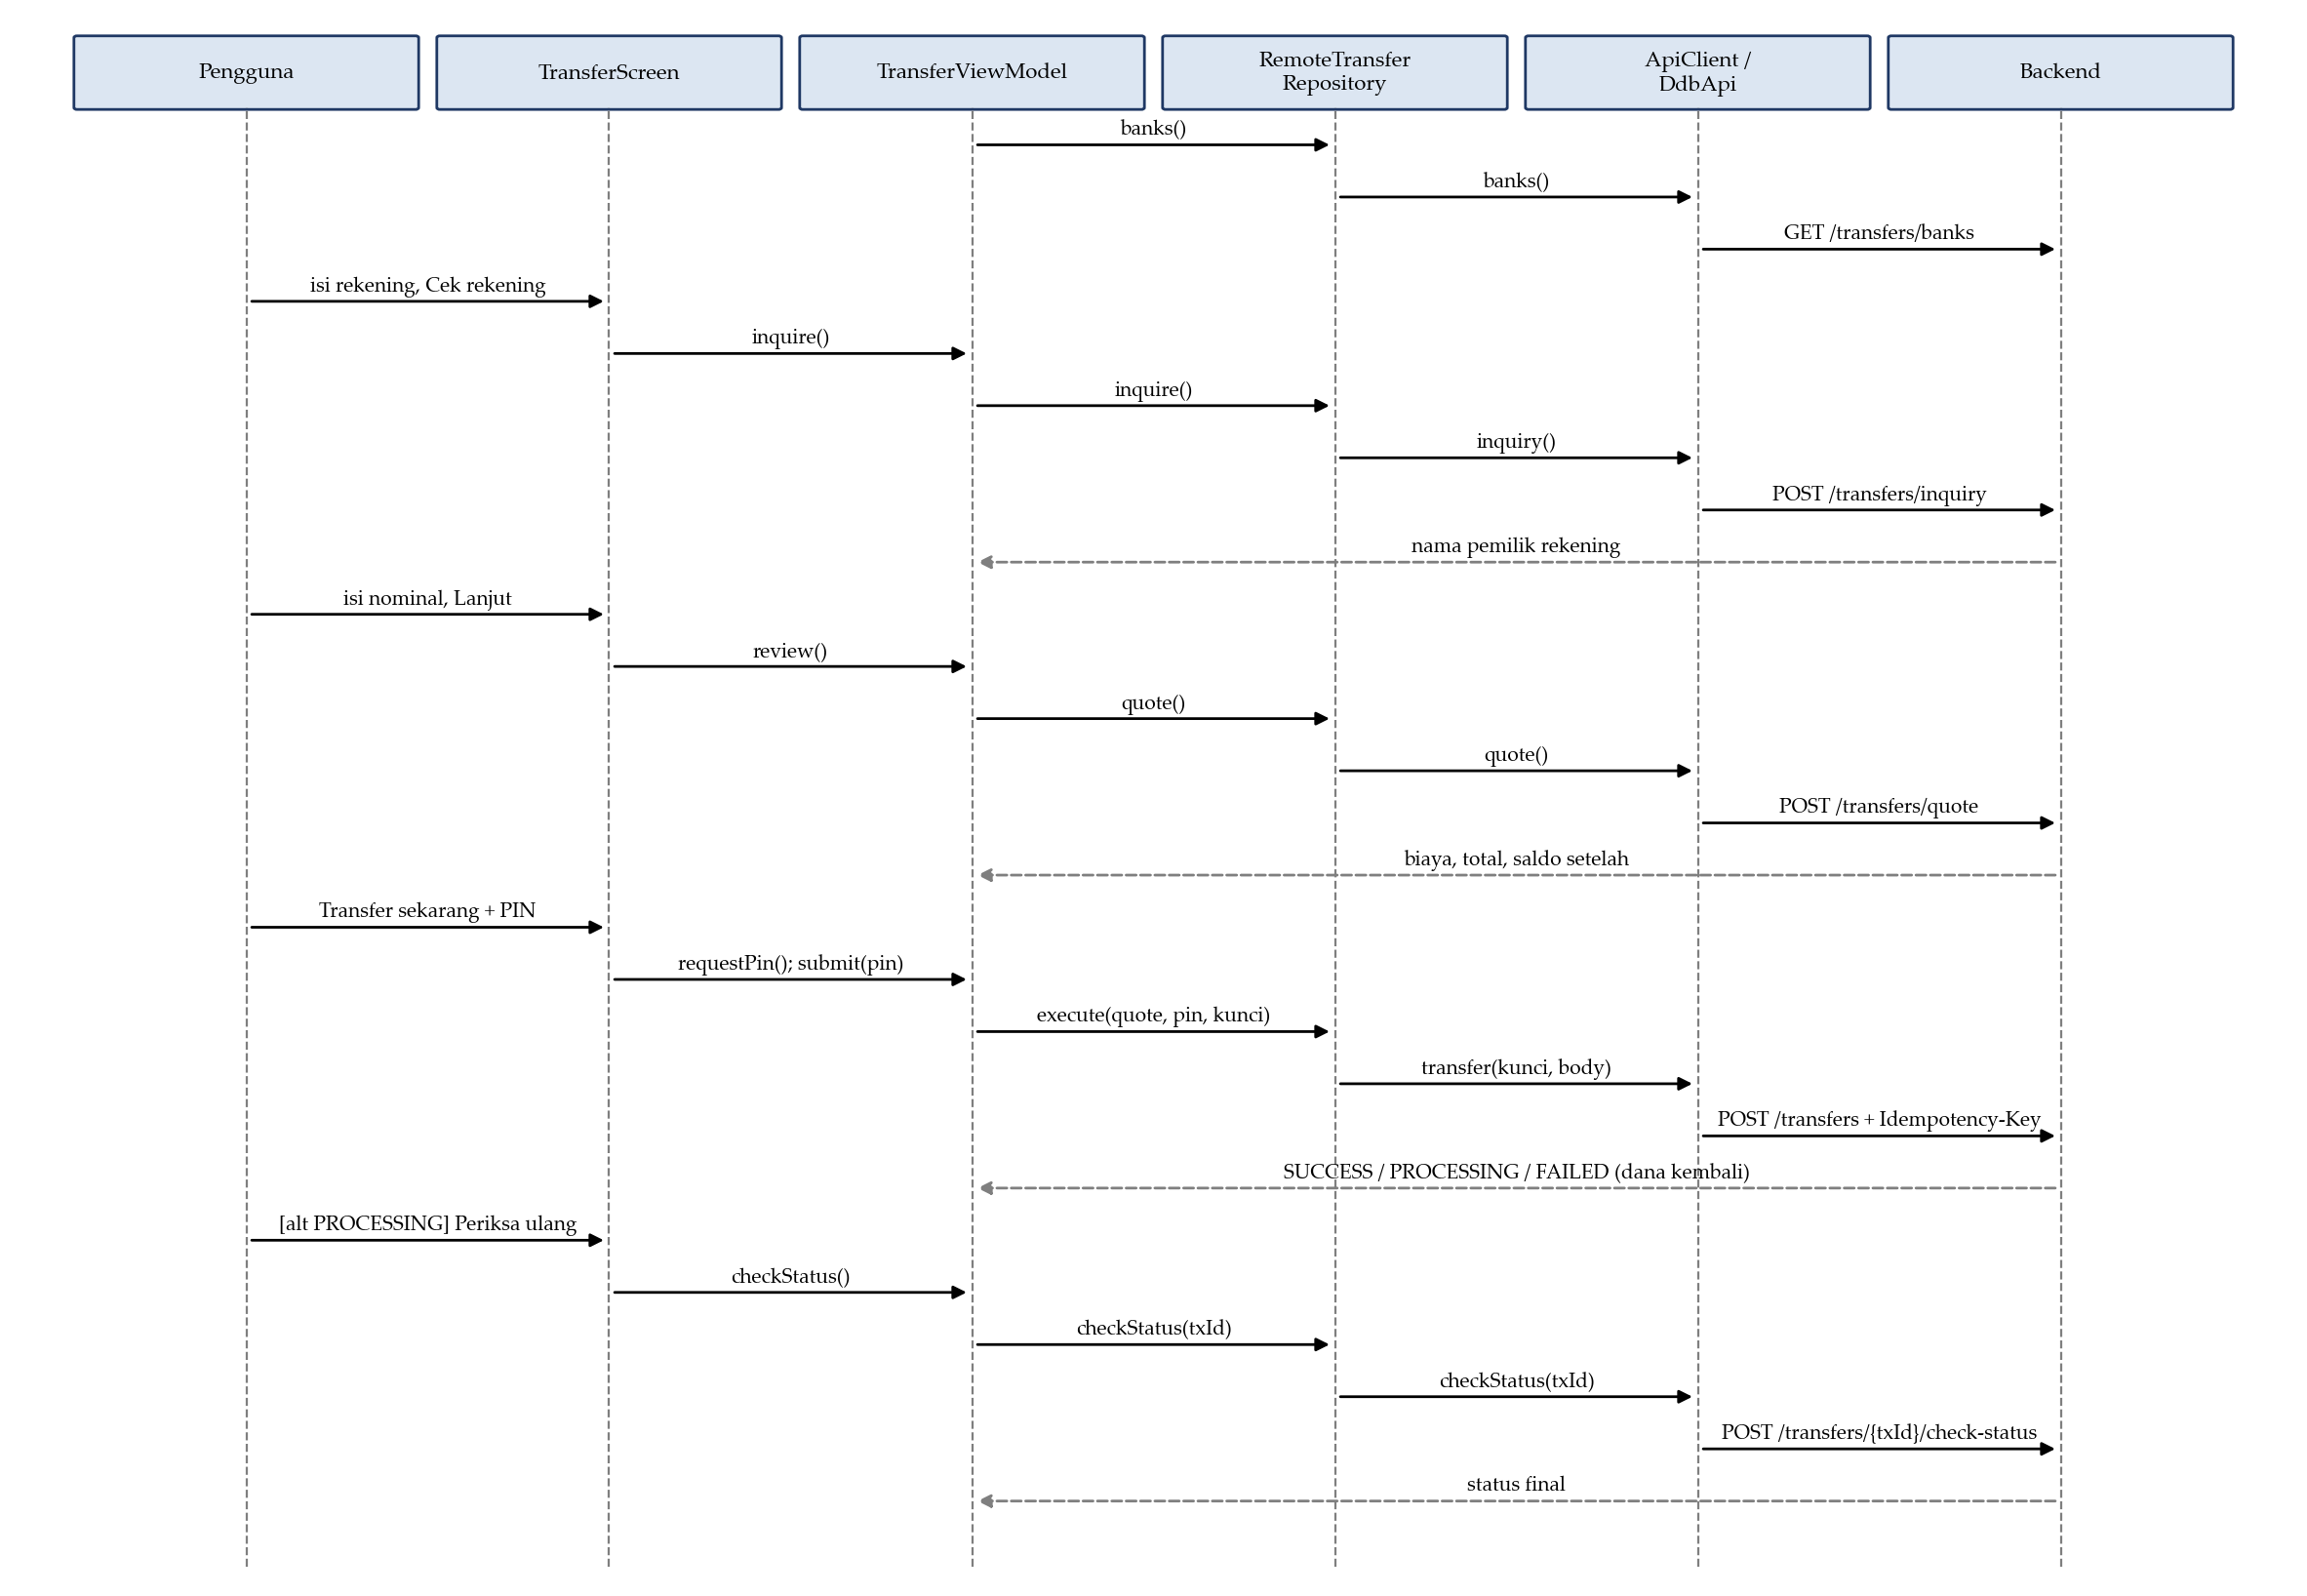 Pengguna
TransferScreen
TransferViewModel
RemoteTransfer
Repository
ApiClient /
DdbApi
Backend
banks()
banks()
GET /transfers/banks
isi rekening, Cek rekening
inquire()
inquire()
inquiry()
POST /transfers/inquiry
nama pemilik rekening
isi nominal, Lanjut
review()
quote()
quote()
POST /transfers/quote
biaya, total, saldo setelah
Transfer sekarang + PIN
requestPin(); submit(pin)
execute(quote, pin, kunci)
transfer(kunci, body)
POST /transfers + Idempotency-Key
SUCCESS / PROCESSING / FAILED (dana kembali)
[alt PROCESSING] Periksa ulang
checkStatus()
checkStatus(txId)
checkStatus(txId)
POST /transfers/{txId}/check-status
status final